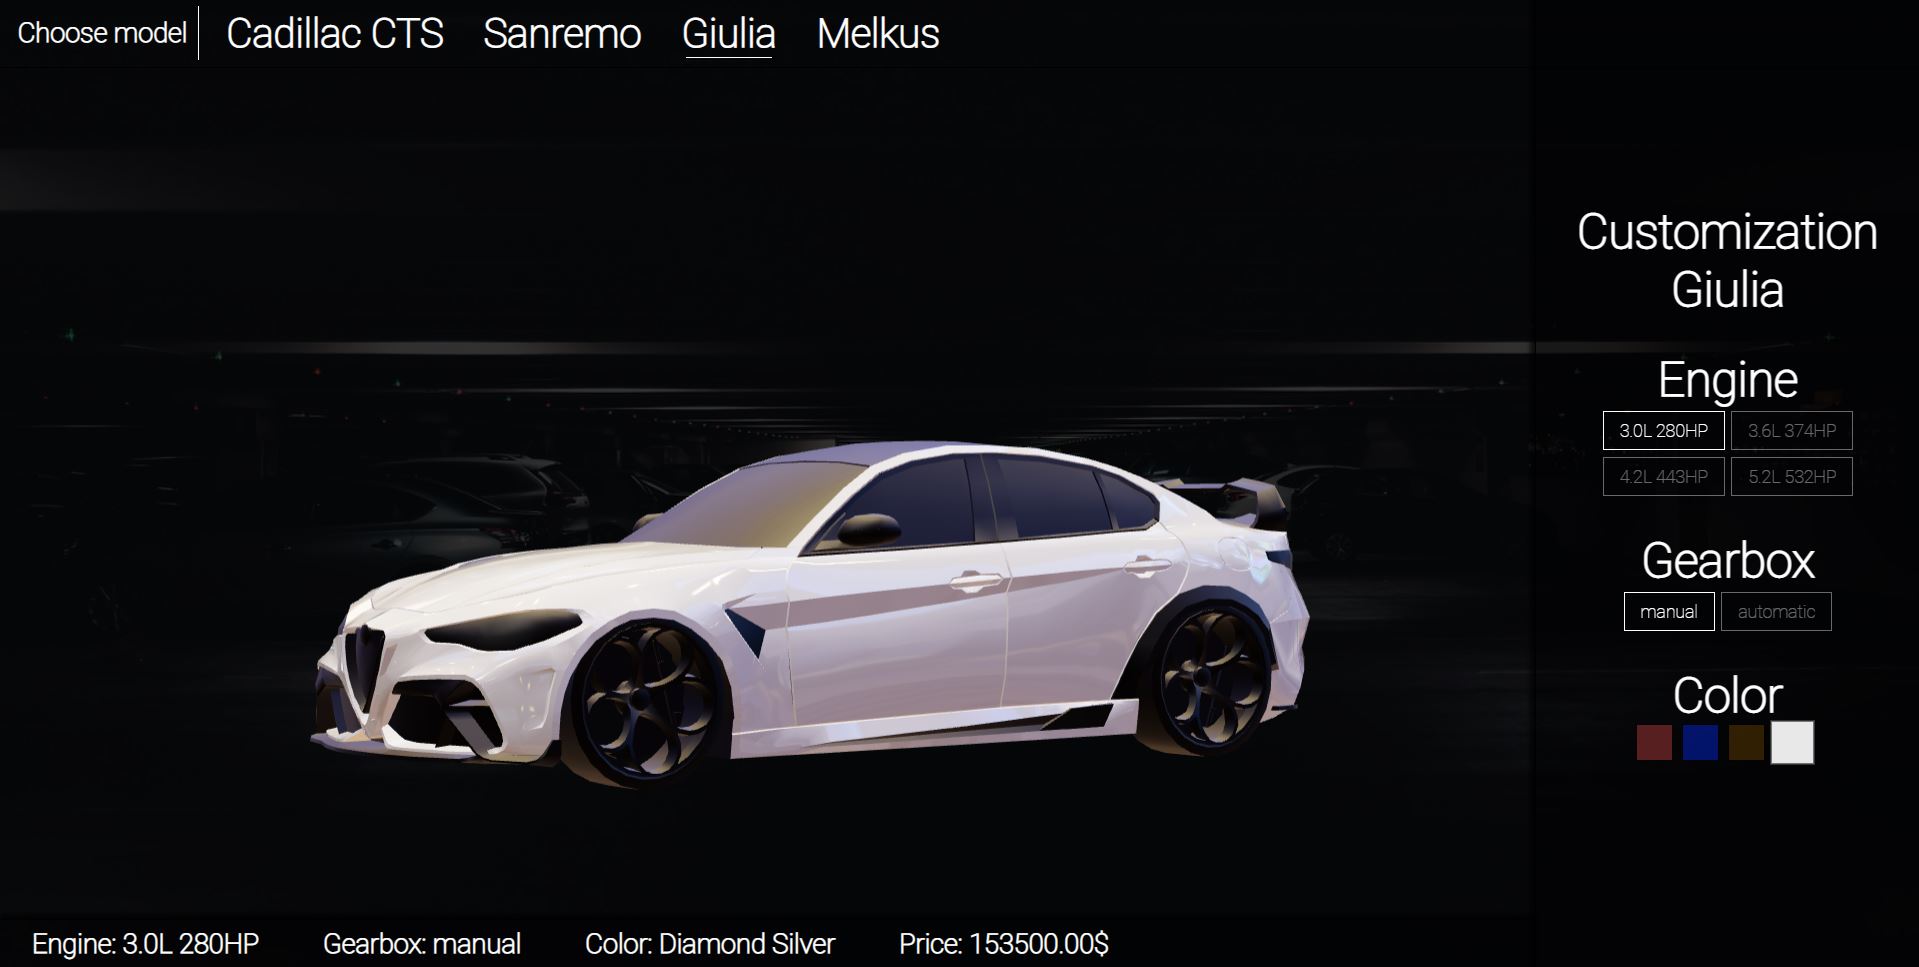 Choose model
Cadillac CTS
Sanremo
Giulia
Melkus
Customization
Giulia
Engine
3.0L 280HP
3.6L 374HP
4.2L 443HP
5.2L 532HP
Gearbox
manual
automatic
Color
Engine: 3.0L 280HP
Gearbox: manual
Color: Diamond Silver
Price: 153500.00$